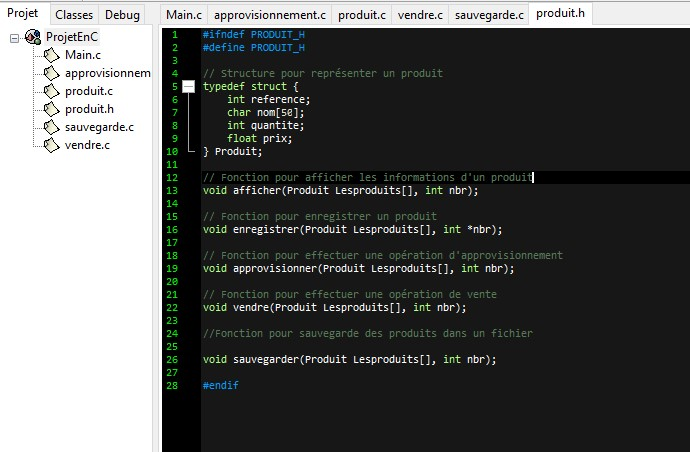 Projet Classes Debug
ProjetEnC
Main.c
approvisionnem
produit.c
produit.h
sauvegarde.c
vendre.c
Main.c approvisionnement.c produit.c vendre.c sauvegarde.c produit.h
1 #ifndef PRODUIT_H
2 #define PRODUIT_H
3
4 // Structure pour représenter un produit
5 typedef struct {
6 int reference;
7 char nom[50];
8 int quantite;
9 float prix;
10 } Produit;
11
12 // Fonction pour afficher les informations d'un produit
13 void afficher(Produit Lesproduits[], int nbr);
14
15 // Fonction pour enregistrer un produit
16 void enregistrer(Produit Lesproduits[], int *nbr);
17
18 // Fonction pour effectuer une opération d'approvisionnement
19 void approvisionner(Produit Lesproduits[], int nbr);
20
21 // Fonction pour effectuer une opération de vente
22 void vendre(Produit Lesproduits[], int nbr);
23
24 //Fonction pour sauvegarde des produits dans un fichier
25
26 void sauvegarder(Produit Lesproduits[], int nbr);
27
28 #endif